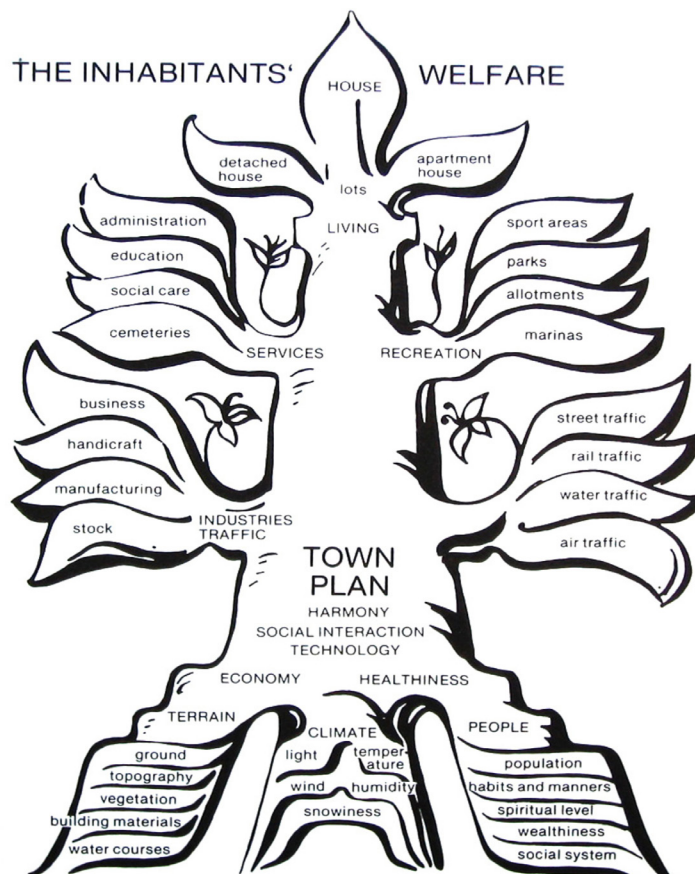 THE INHABITANTS' WELFARE
HOUSE
detached
house
apartment
house
lots
LIVING
administration
education
social care
cemeteries
sport areas
parks
allotments
marinas
SERVICES
RECREATION
business
handicraft
manufacturing
stock
street traffic
rail traffic
water traffic
air traffic
INDUSTRIES
TRAFFIC
TOWN
PLAN
HARMONY
SOCIAL INTERACTION
TECHNOLOGY
ECONOMY
HEALTHINESS
TERRAIN
CLIMATE
PEOPLE
ground
topography
vegetation
building materials
water courses
light
temper-
ature
wind
humidity
snowiness
population
habits and manners
spiritual level
wealthiness
social system